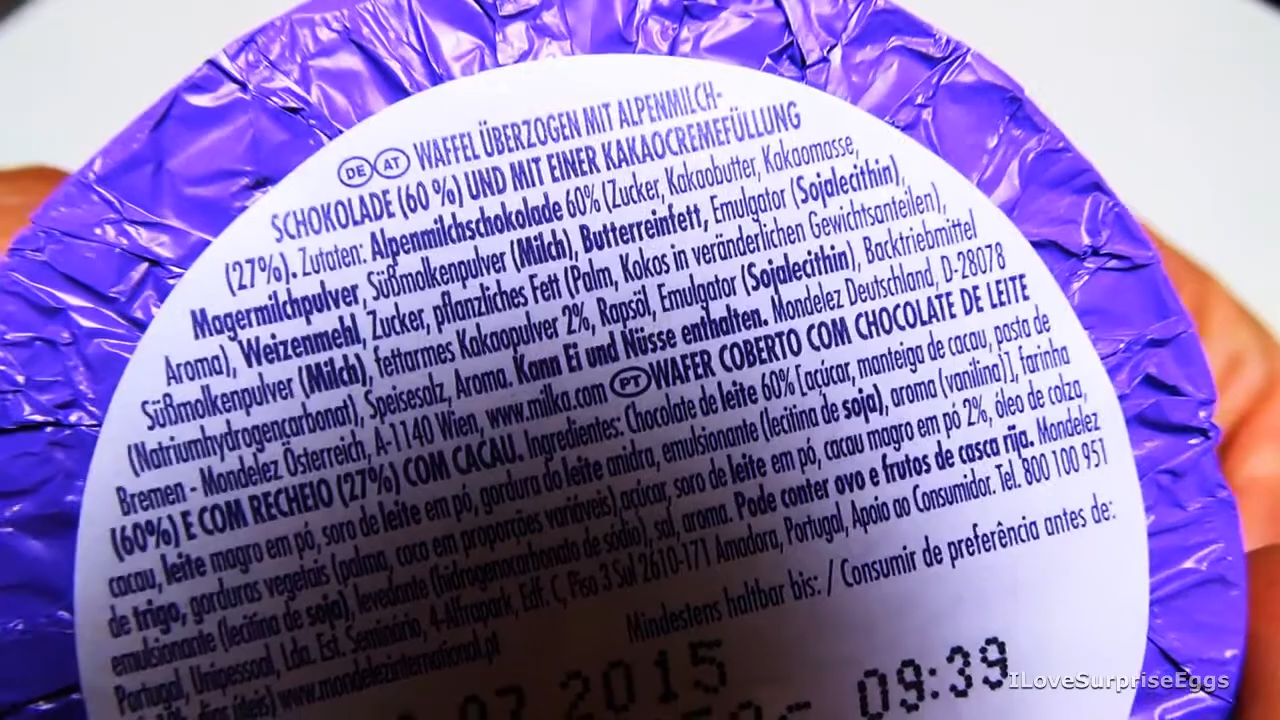 DE AT WAFFEL ÜBERZOGEN MIT ALPENMILCH-
SCHOKOLADE (60 %) UND MIT EINER KAKAOCREMEFÜLLUNG
(27%). Zutaten: Alpenmilchschokolade 60% (Zucker, Kakaobutter, Kakaomasse,
Magermilchpulver, Süßmolkenpulver (Milch), Butterreinfett, Emulgator (Sojalecithin),
Aroma), Weizenmehl, Zucker, pflanzliches Fett (Palm, Kokos in veränderlichen Gewichtsanteilen),
Süßmolkenpulver (Milch), fettarmes Kakaopulver 2%, Rapsöl, Emulgator (Sojalecithin), Backtriebmittel
(Natriumhydrogencarbonat), Speisesalz, Aroma. Kann Ei und Nüsse enthalten. Mondelez Deutschland, D-28078
Bremen - Mondelez Österreich, A-1140 Wien, www.milka.com PT WAFER COBERTO COM CHOCOLATE DE LEITE
(60%) E COM RECHEIO (27%) COM CACAU. Ingredientes: Chocolate de leite 60% [açúcar, manteiga de cacau, pasta de
cacau, leite magro em pó, soro de leite em pó, gordura do leite anidra, emulsionante (lecitina de soja), aroma (vanilina)], farinha
de trigo, gorduras vegetais (palma, coco em proporções variáveis) açúcar, soro de leite em pó, cacau magro em pó 2%, óleo de colza,
emulsionante (lecitina de soja), levedante (hidrogenocarbonato de sódio), sal, aroma. Pode conter ovo e frutos de casca rija. Mondelez
Portugal, Unipessoal, Lda. Est. Seminário, 4-Alfrapark, Edf. C, Piso 3 Sul 2610-171 Amadora, Portugal, Apoio ao Consumidor. Tel. 800 100 951
dias úteis) www.mondelezinternational.pt
Mindestens haltbar bis: / Consumir de preferência antes de:
07 2015
09:39
ILoveSurpriseEggs